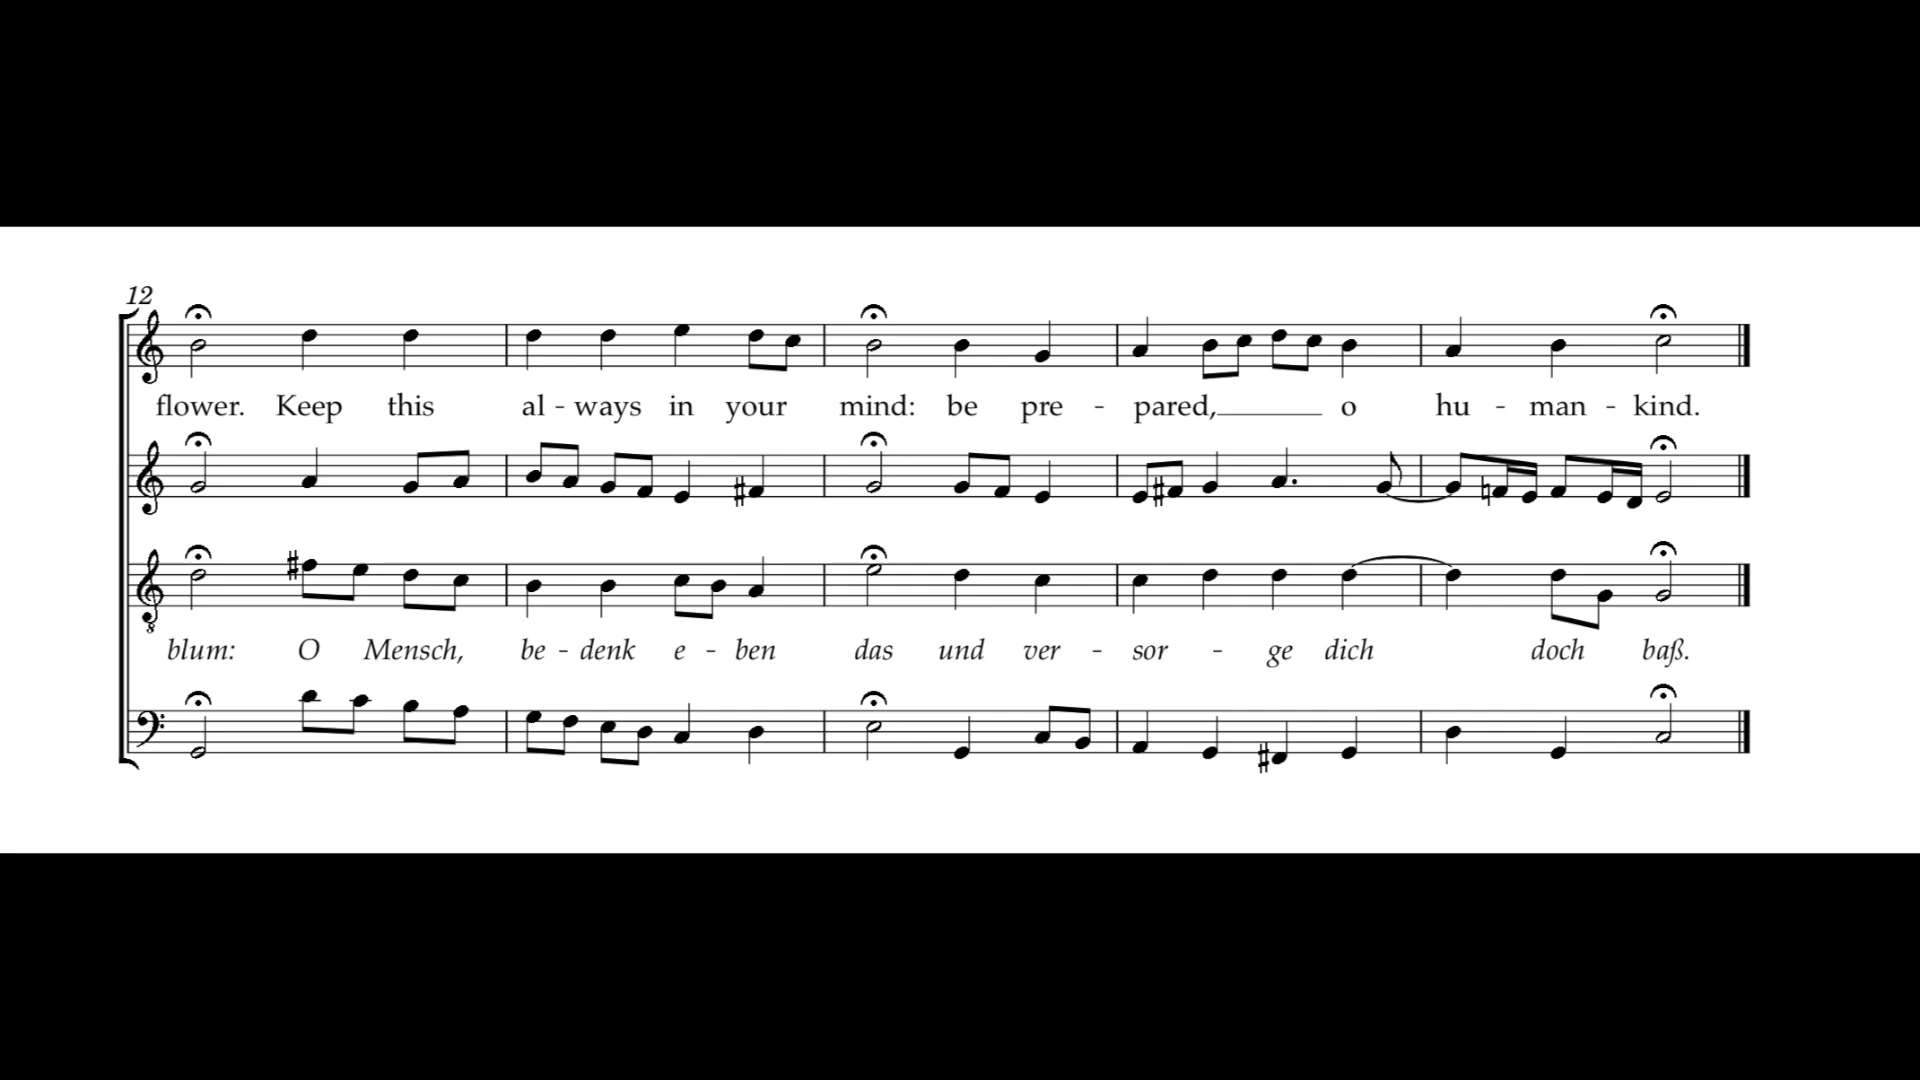 12
flower. Keep this al - ways in your mind: be pre - pared, o hu - man - kind.
blum: O Mensch, be - denk e - ben das und ver - sor - ge dich doch baß.